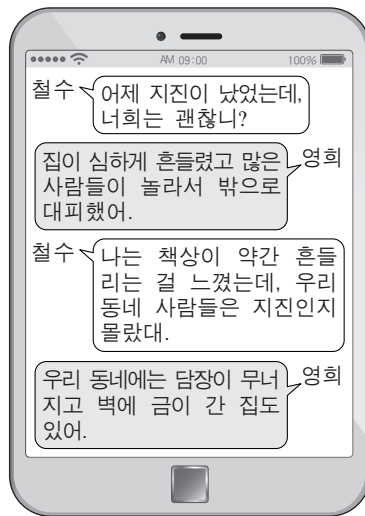 AM 09:00
100%
철수
어제 지진이 났었는데,
너희는 괜찮니?
영희
집이 심하게 흔들렸고 많은
사람들이 놀라서 밖으로
대피했어.
철수
나는 책상이 약간 흔들
리는 걸 느꼈는데, 우리
동네 사람들은 지진인지
몰랐대.
영희
우리 동네에는 담장이 무너
지고 벽에 금이 간 집도
있어.